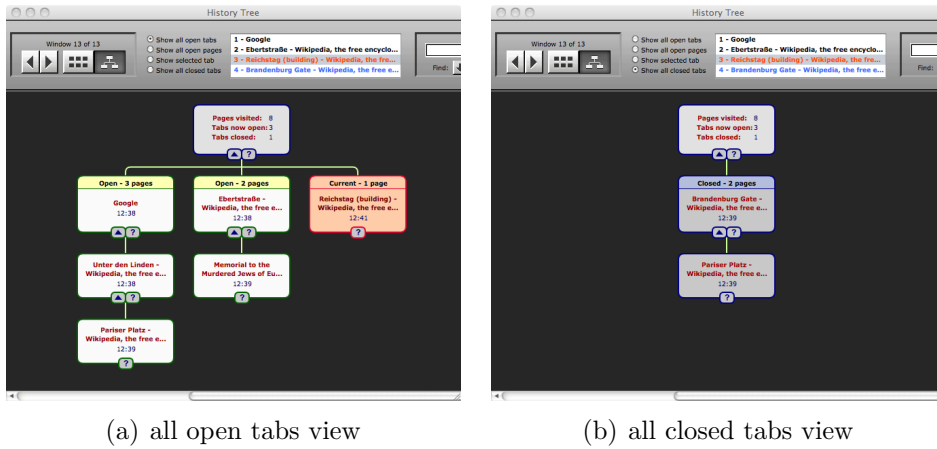 History Tree
Window 13 of 13
Show all open tabs
Show all open pages
Show selected tab
Show all closed tabs
1 - Google
2 - Ebertstraße - Wikipedia, the free encyclo...
3 - Reichstag (building) - Wikipedia, the fre...
4 - Brandenburg Gate - Wikipedia, the free e...
Find:
Pages visited: 8
Tabs now open: 3
Tabs closed: 1
?
Open - 3 pages
Google
12:38
?
Unter den Linden -
Wikipedia, the free e...
12:38
?
Pariser Platz -
Wikipedia, the free e...
12:39
?
Open - 2 pages
Ebertstraße -
Wikipedia, the free e...
12:38
?
Memorial to the
Murdered Jews of Eu...
12:39
?
Current - 1 page
Reichstag (building) -
Wikipedia, the free e...
12:41
?
(a) all open tabs view
History Tree
Window 13 of 13
Show all open tabs
Show all open pages
Show selected tab
Show all closed tabs
1 - Google
2 - Ebertstraße - Wikipedia, the free encyclo...
3 - Reichstag (building) - Wikipedia, the fre...
4 - Brandenburg Gate - Wikipedia, the free e...
Find:
Pages visited: 8
Tabs now open: 3
Tabs closed: 1
?
Closed - 2 pages
Brandenburg Gate -
Wikipedia, the free e...
12:39
?
Pariser Platz -
Wikipedia, the free e...
12:39
?
(b) all closed tabs view